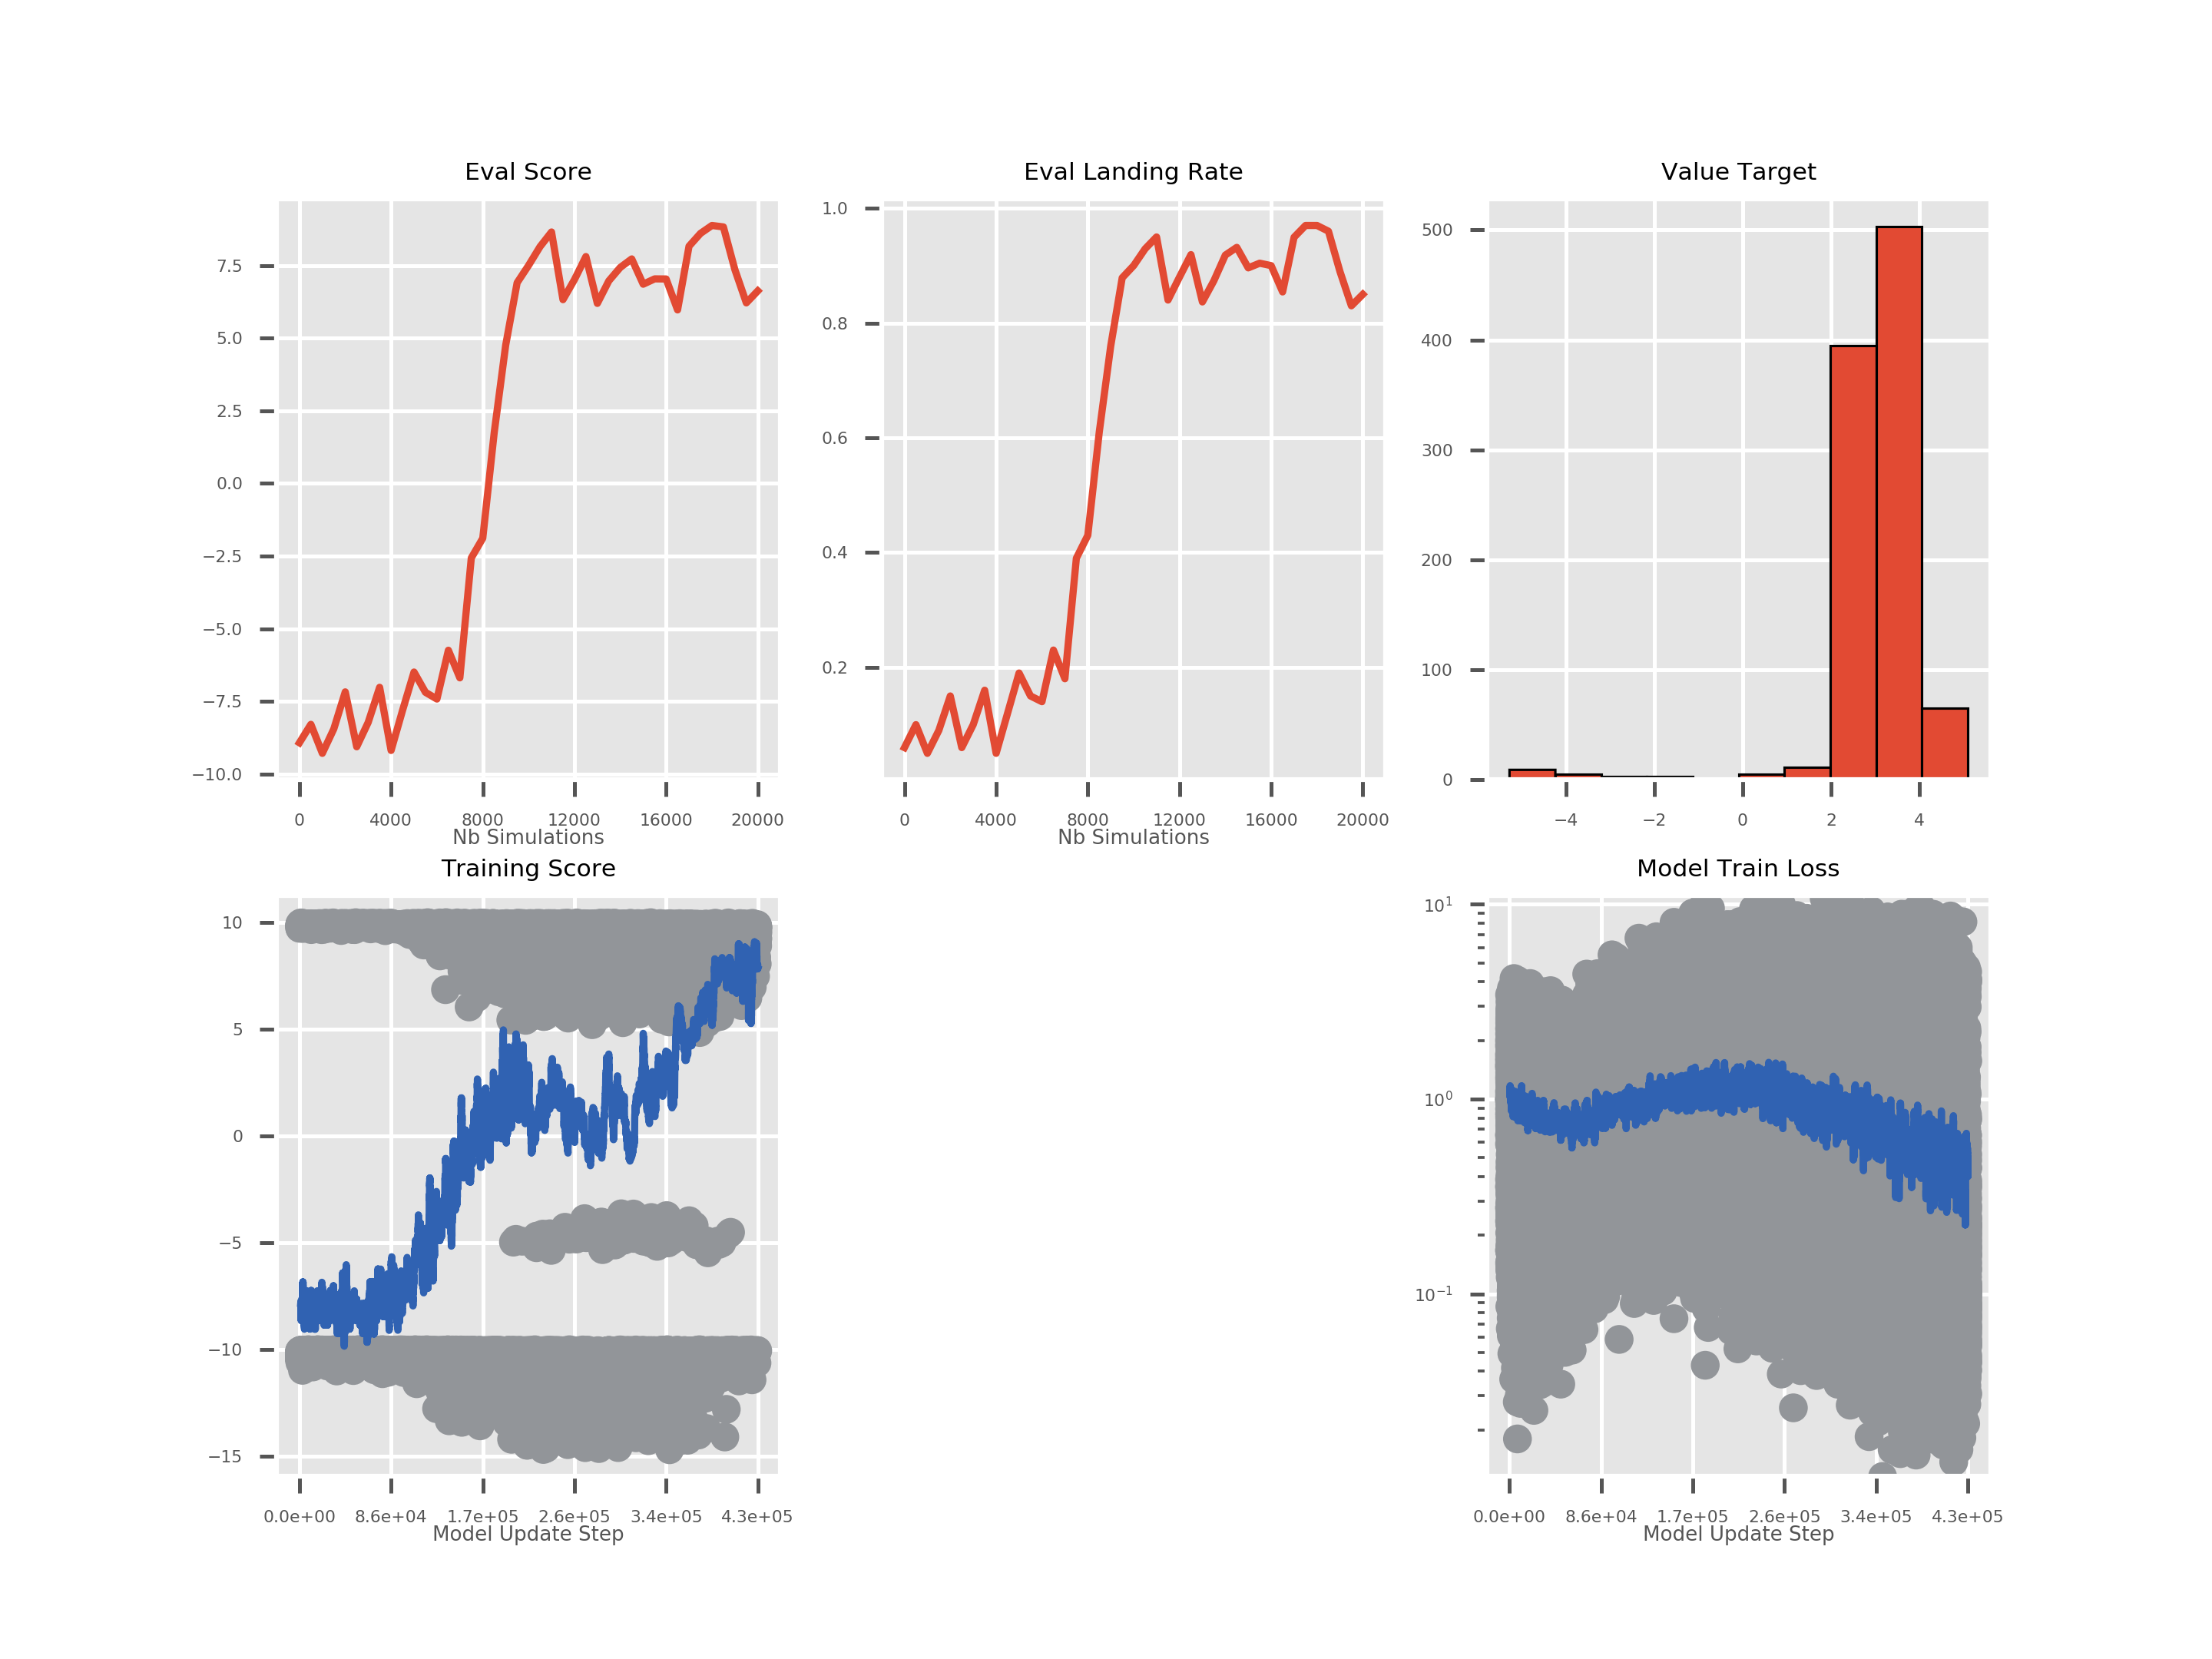 Eval Score
Eval Landing Rate
Value Target
7.5
5.0
2.5
0.0
−2.5
−5.0
−7.5
−10.0
0 4000 8000 12000 16000 20000
Nb Simulations
1.0
0.8
0.6
0.4
0.2
0 4000 8000 12000 16000 20000
Nb Simulations
500
400
300
200
100
0
−4 −2 0 2 4
Training Score
Model Train Loss
10
5
0
−5
−10
−15
0.0e+00 8.6e+04 1.7e+05 2.6e+05 3.4e+05 4.3e+05
Model Update Step
10¹
10⁰
10⁻¹
0.0e+00 8.6e+04 1.7e+05 2.6e+05 3.4e+05 4.3e+05
Model Update Step